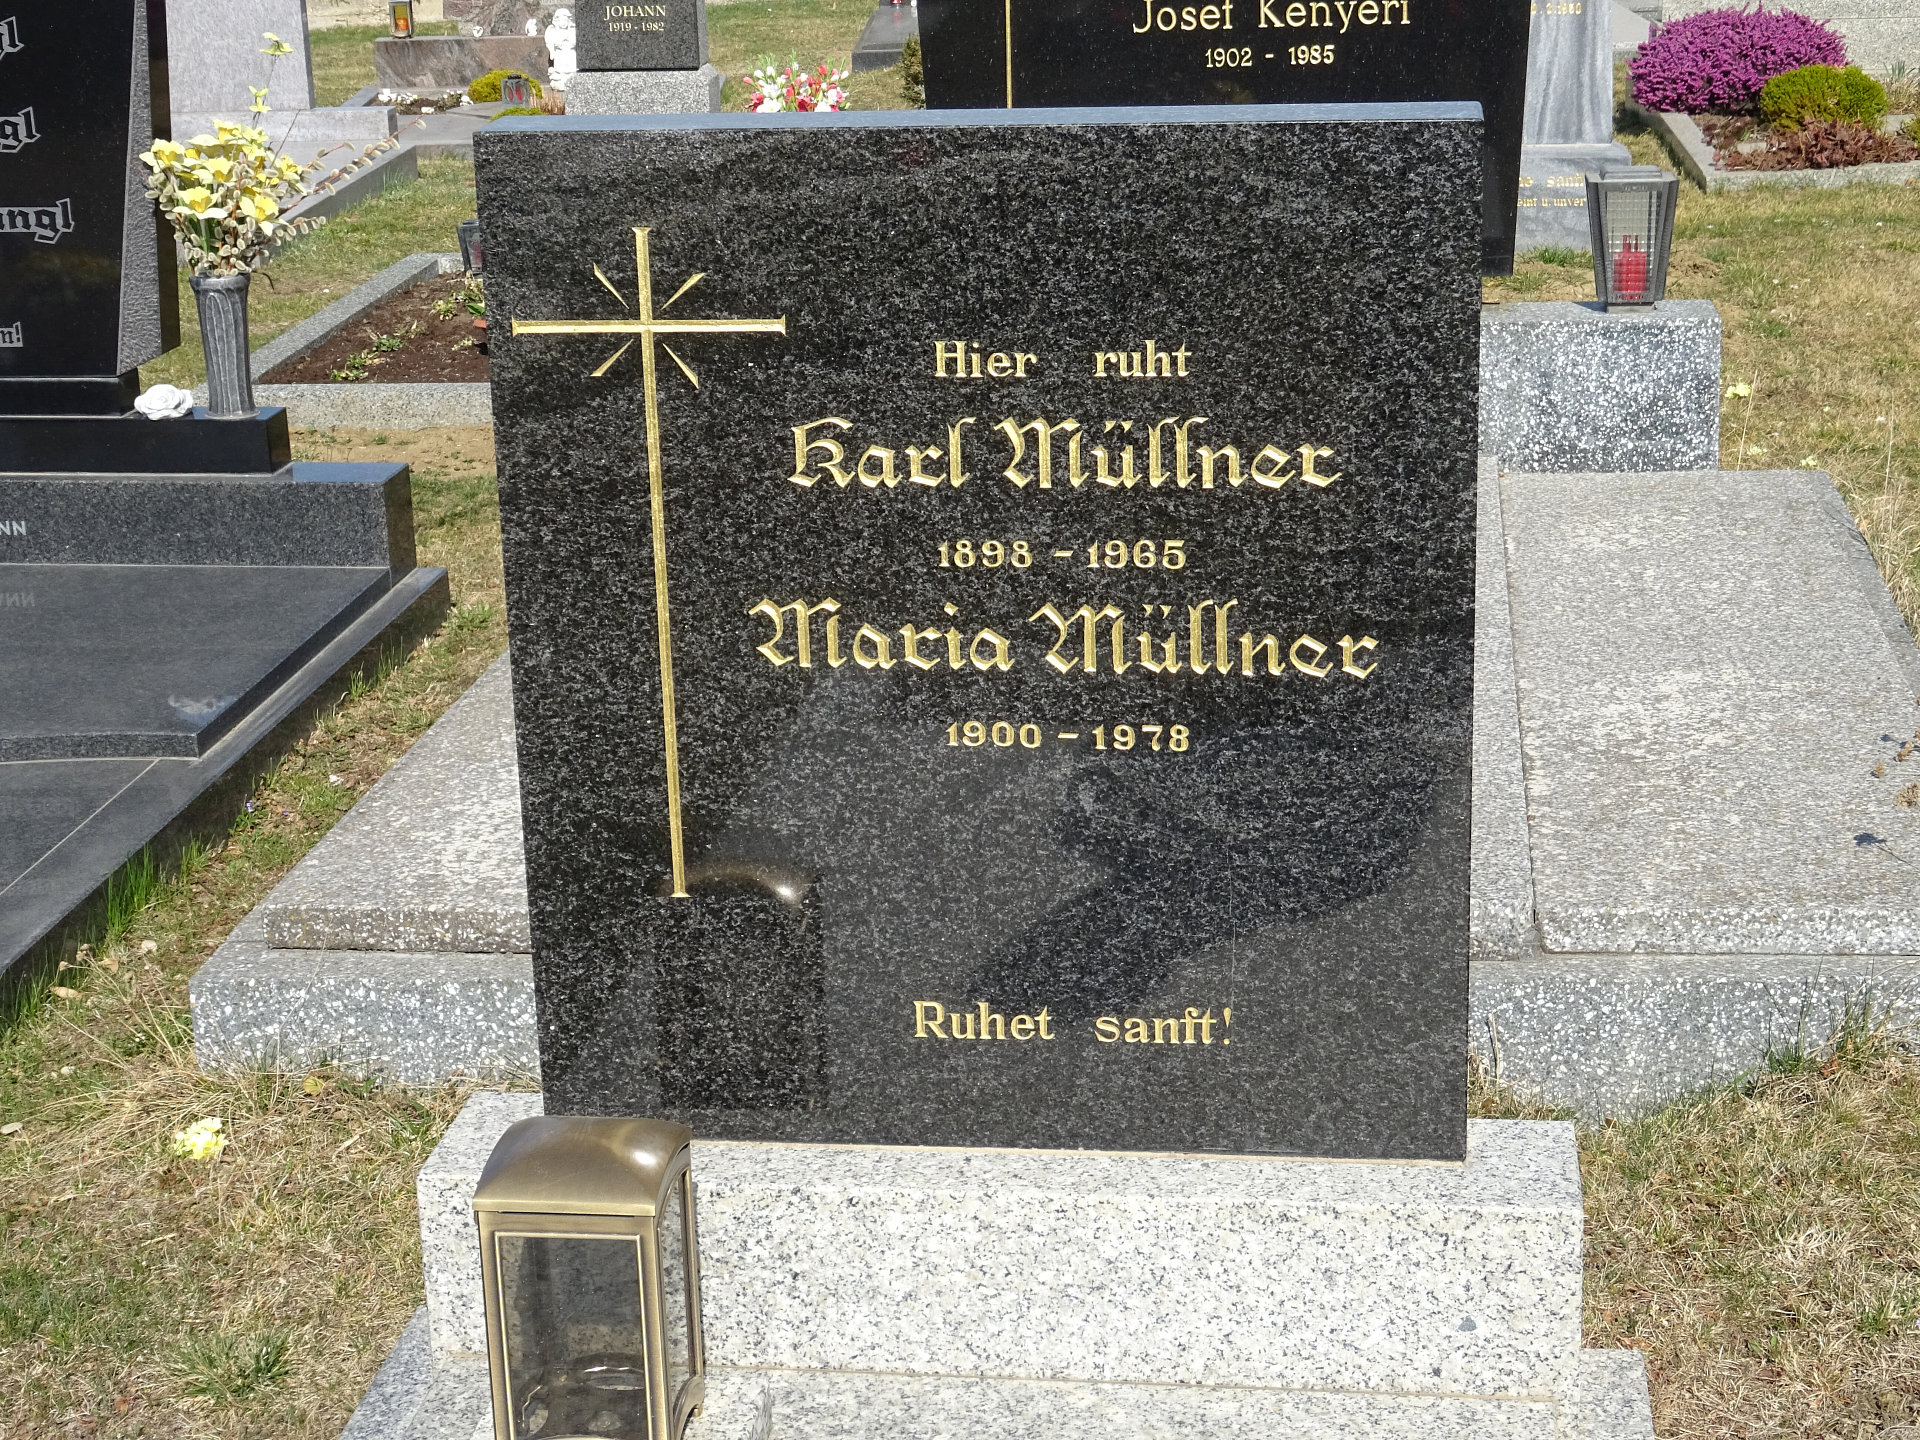 JOHANN
1919 - 1982
Josef Kenyeri
1902 - 1985
Hier ruht
Karl Müllner
1898 - 1965
Maria Müllner
1900 - 1978
Ruhet sanft!